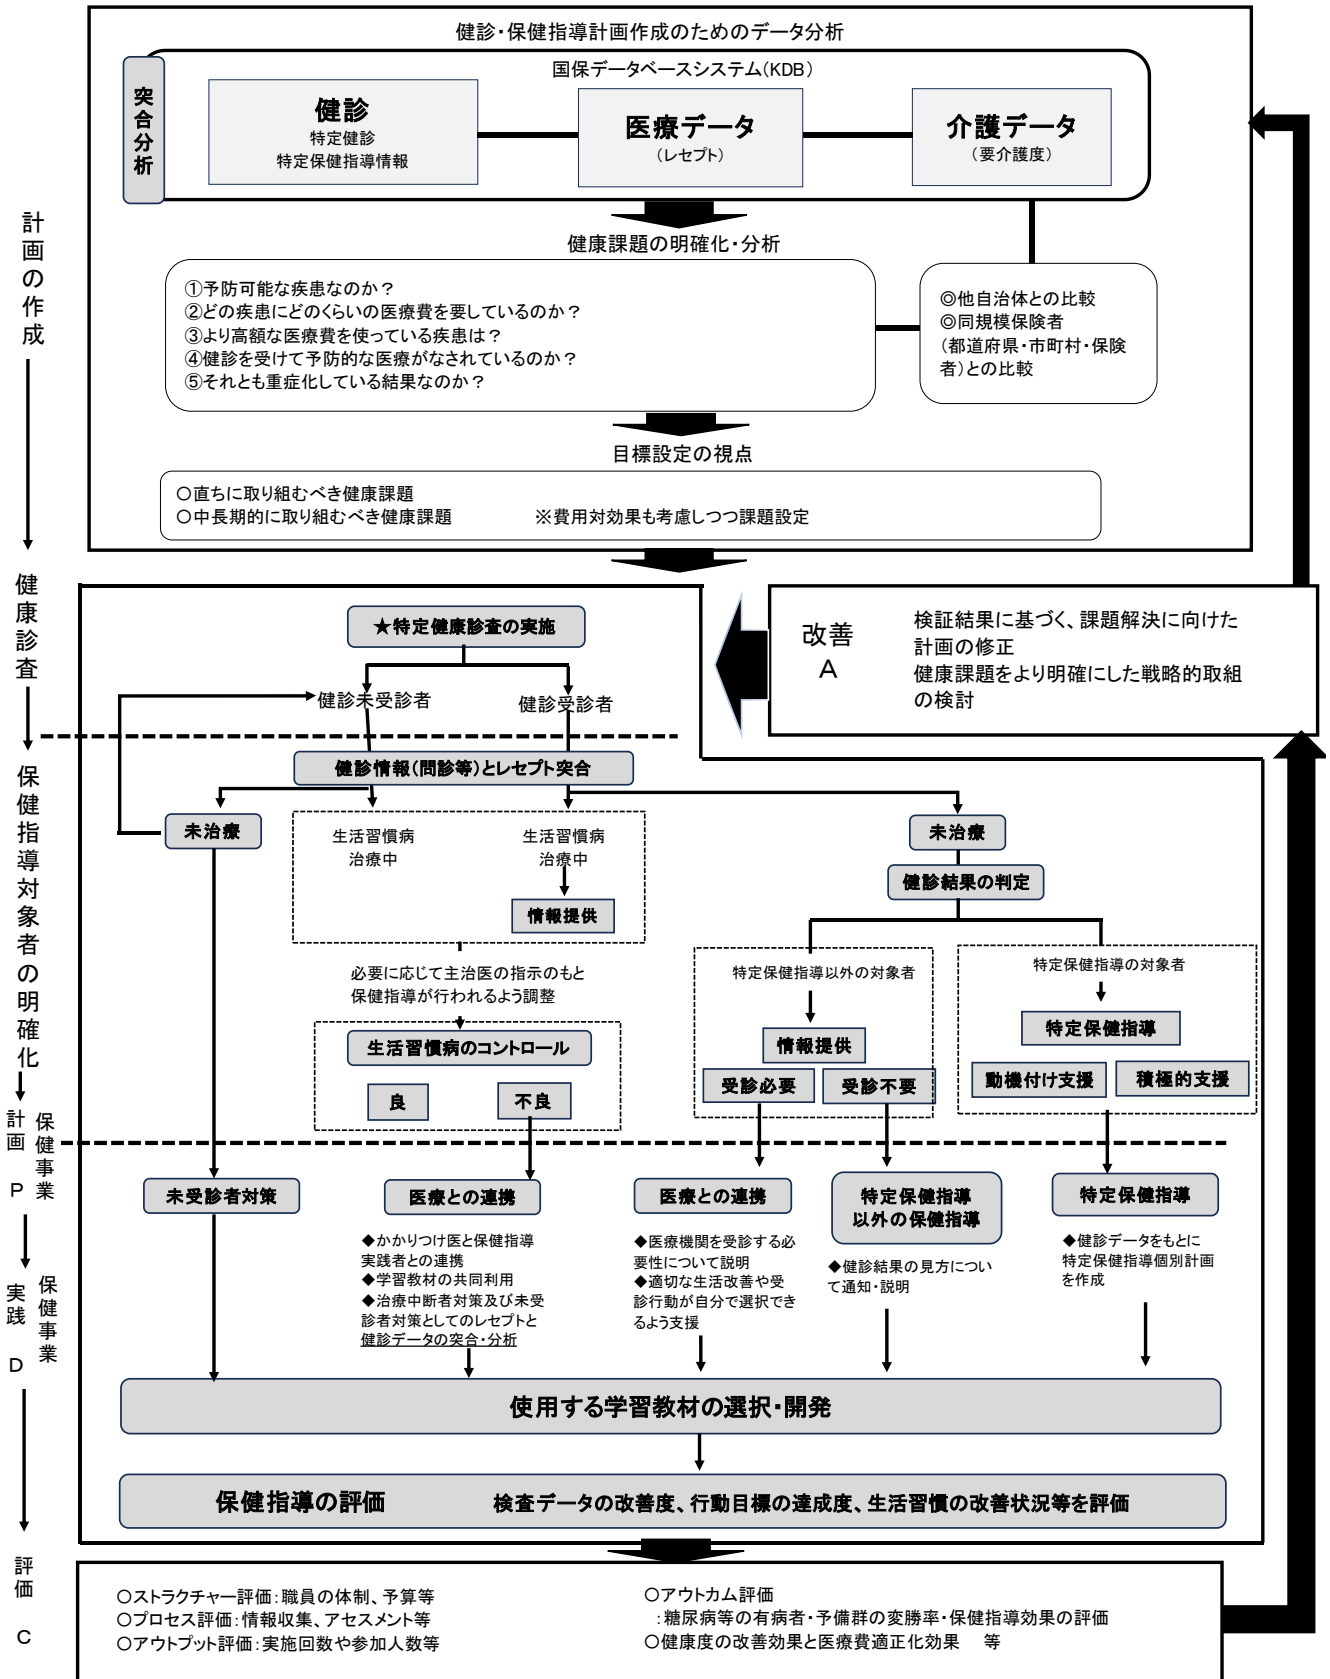 健診・保健指導計画作成のためのデータ分析
国保データベースシステム(KDB)
突合分析
健診
特定健診
特定保健指導情報
医療データ
(レセプト)
介護データ
(要介護度)
計画の作成
健康課題の明確化・分析
①予防可能な疾患なのか？
②どの疾患にどのくらいの医療費を要しているのか？
③より高額な医療費を使っている疾患は？
④健診を受けて予防的な医療がなされているのか？
⑤それとも重症化している結果なのか？
◎他自治体との比較
◎同規模保険者
(都道府県・市町村・保険
者)との比較
目標設定の視点
○直ちに取り組むべき健康課題
○中長期的に取り組むべき健康課題　※費用対効果も考慮しつつ課題設定
健康診査
★特定健康診査の実施
改善
A
検証結果に基づく、課題解決に向けた
計画の修正
健康課題をより明確にした戦略的取組
の検討
健診未受診者
健診受診者
保健指導対象者の明確化
健診情報(問診等)とレセプト突合
未治療
生活習慣病
治療中
生活習慣病
治療中
情報提供
未治療
健診結果の判定
必要に応じて主治医の指示のもと
保健指導が行われるよう調整
特定保健指導以外の対象者
特定保健指導の対象者
生活習慣病のコントロール
良
不良
情報提供
受診必要
受診不要
特定保健指導
動機付け支援
積極的支援
保健事業
計画 P
未受診者対策
医療との連携
医療との連携
特定保健指導
以外の保健指導
特定保健指導
◆かかりつけ医と保健指導
実践者との連携
◆学習教材の共同利用
◆治療中断者対策及び未受
診者対策としてのレセプトと
健診データの突合・分析
◆医療機関を受診する必
要性について説明
◆適切な生活改善や受
診行動が自分で選択でき
るよう支援
◆健診結果の見方につい
て通知・説明
◆健診データをもとに
特定保健指導個別計画
を作成
保健事業
実践 D
使用する学習教材の選択・開発
保健指導の評価　検査データの改善度、行動目標の達成度、生活習慣の改善状況等を評価
評価 C
○ストラクチャー評価：職員の体制、予算等
○プロセス評価：情報収集、アセスメント等
○アウトプット評価：実施回数や参加人数等
○アウトカム評価
：糖尿病等の有病者・予備群の変勝率・保健指導効果の評価
○健康度の改善効果と医療費適正化効果　等